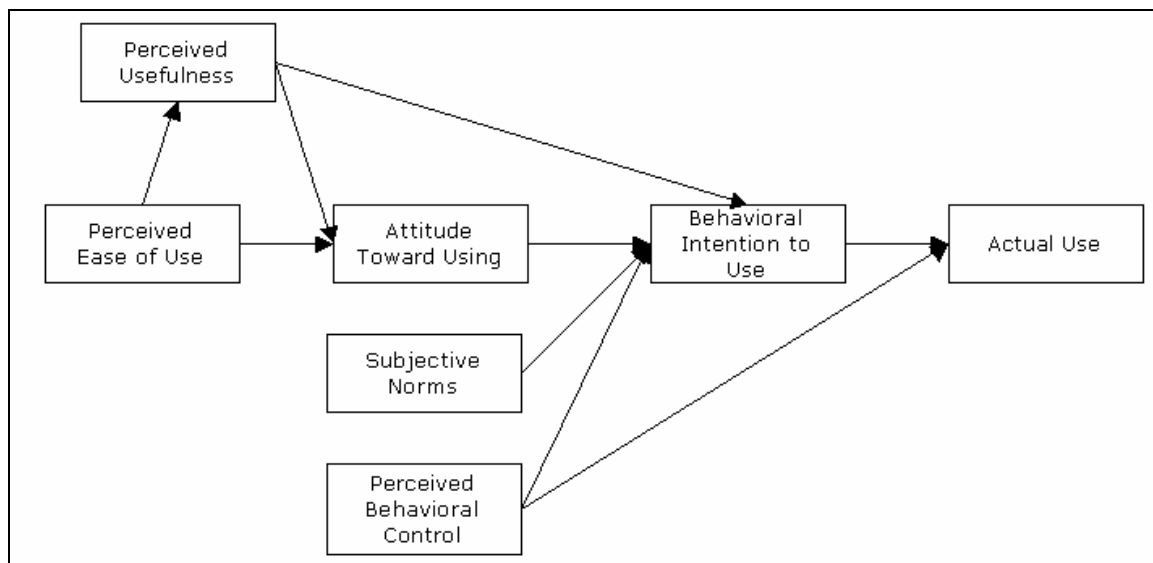 Perceived
Usefulness
Perceived
Ease of Use
Attitude
Toward Using
Behavioral
Intention to
Use
Actual Use
Subjective
Norms
Perceived
Behavioral
Control